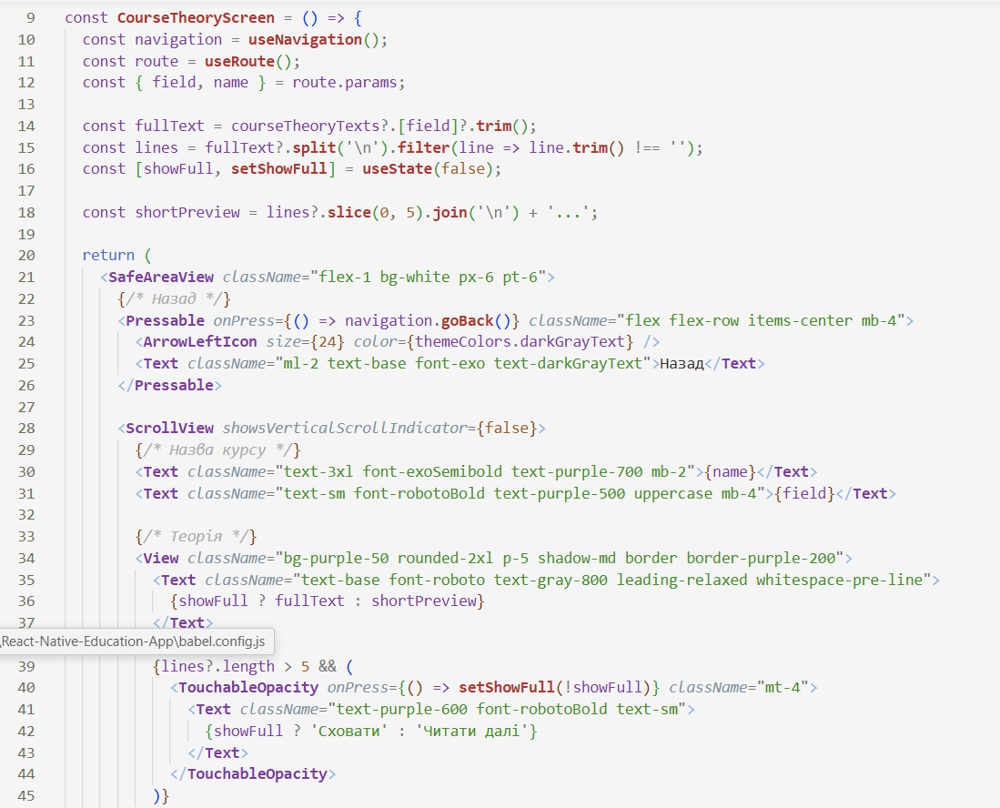 9 const CourseTheoryScreen = () => {
10 const navigation = useNavigation();
11 const route = useRoute();
12 const { field, name } = route.params;
13
14 const fullText = courseTheoryTexts?.[field]?.trim();
15 const lines = fullText?.split('\n').filter(line => line.trim() !== '');
16 const [showFull, setShowFull] = useState(false);
17
18 const shortPreview = lines?.slice(0, 5).join('\n') + '...';
19
20 return (
21 <SafeAreaView className="flex-1 bg-white px-6 pt-6">
22 {/* Назад */}
23 <Pressable onPress={() => navigation.goBack()} className="flex flex-row items-center mb-4">
24 <ArrowLeftIcon size={24} color={themeColors.darkGrayText} />
25 <Text className="ml-2 text-base font-exo text-darkGrayText">Назад</Text>
26 </Pressable>
27
28 <ScrollView showsVerticalScrollIndicator={false}>
29 {/* Назва курсу */}
30 <Text className="text-3xl font-exoSemibold text-purple-700 mb-2">{name}</Text>
31 <Text className="text-sm font-robotoBold text-purple-500 uppercase mb-4">{field}</Text>
32
33 {/* Теорія */}
34 <View className="bg-purple-50 rounded-2xl p-5 shadow-md border border-purple-200">
35 <Text className="text-base font-roboto text-gray-800 leading-relaxed whitespace-pre-line">
36 {showFull ? fullText : shortPreview}
37 </Text>
\React-Native-Education-App\babel.config.js
39 {lines?.length > 5 && (
40 <TouchableOpacity onPress={() => setShowFull(!showFull)} className="mt-4">
41 <Text className="text-purple-600 font-robotoBold text-sm">
42 {showFull ? 'Сховати' : 'Читати далі'}
43 </Text>
44 </TouchableOpacity>
45 )}